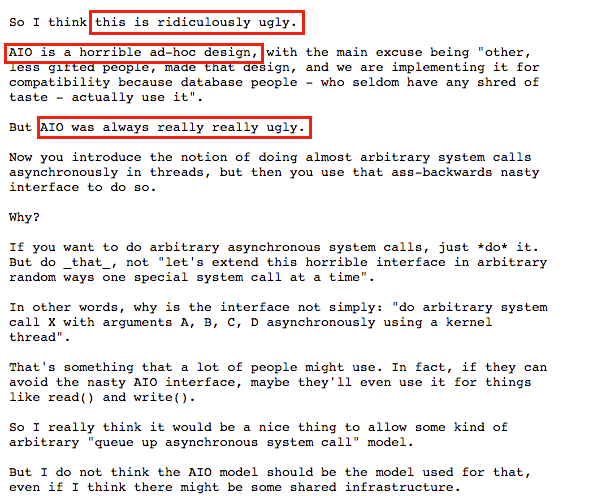 So I think this is ridiculously ugly.
AIO is a horrible ad-hoc design, with the main excuse being "other,
less gifted people, made that design, and we are implementing it for
compatibility because database people - who seldom have any shred of
taste - actually use it".
But AIO was always really really ugly.
Now you introduce the notion of doing almost arbitrary system calls
asynchronously in threads, but then you use that ass-backwards nasty
interface to do so.
Why?
If you want to do arbitrary asynchronous system calls, just *do* it.
But do _that_, not "let's extend this horrible interface in arbitrary
random ways one special system call at a time".
In other words, why is the interface not simply: "do arbitrary system
call X with arguments A, B, C, D asynchronously using a kernel
thread".
That's something that a lot of people might use. In fact, if they can
avoid the nasty AIO interface, maybe they'll even use it for things
like read() and write().
So I really think it would be a nice thing to allow some kind of
arbitrary "queue up asynchronous system call" model.
But I do not think the AIO model should be the model used for that,
even if I think there might be some shared infrastructure.